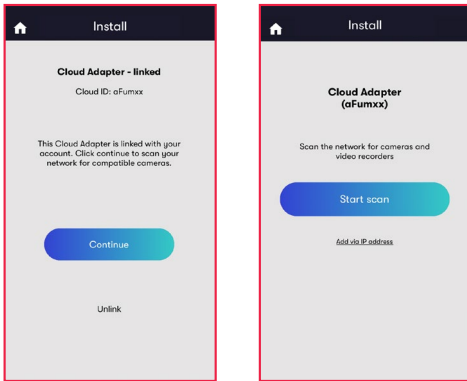 Install
Cloud Adapter - linked
Cloud ID: aFumxx
This Cloud Adapter is linked with your
account. Click continue to scan your
network for compatible cameras.
Continue
Unlink
Install
Cloud Adapter
(aFumxx)
Scan the network for cameras and
video recorders
Start scan
Add via IP address